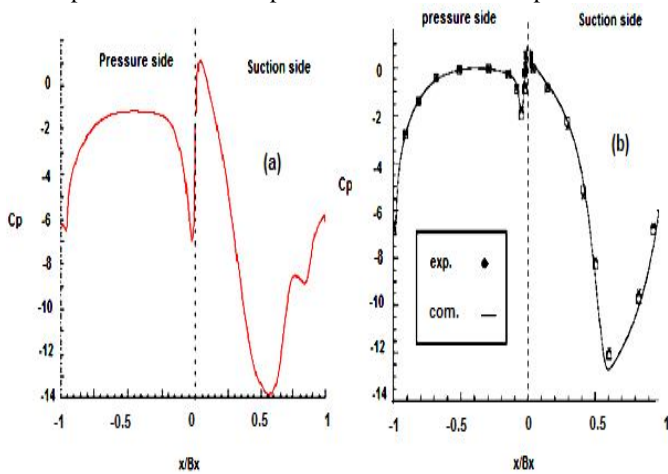 Pressure side
Suction side
0
-2
(a)
-4
Cp
-6
-8
-10
-12
-14
-1
-0.5
0
0.5
1
x/Bx
pressure side
Suction side
0
-2
-4
(b)
Cp
-6
-8
exp.
com.
-10
-12
-14
-1
-0.5
0
0.5
1
x/Bx